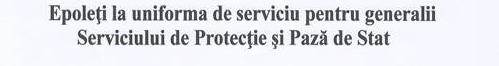 Epoleţi la uniforma de serviciu pentru generalii
Serviciului de Protecţie şi Pază de Stat